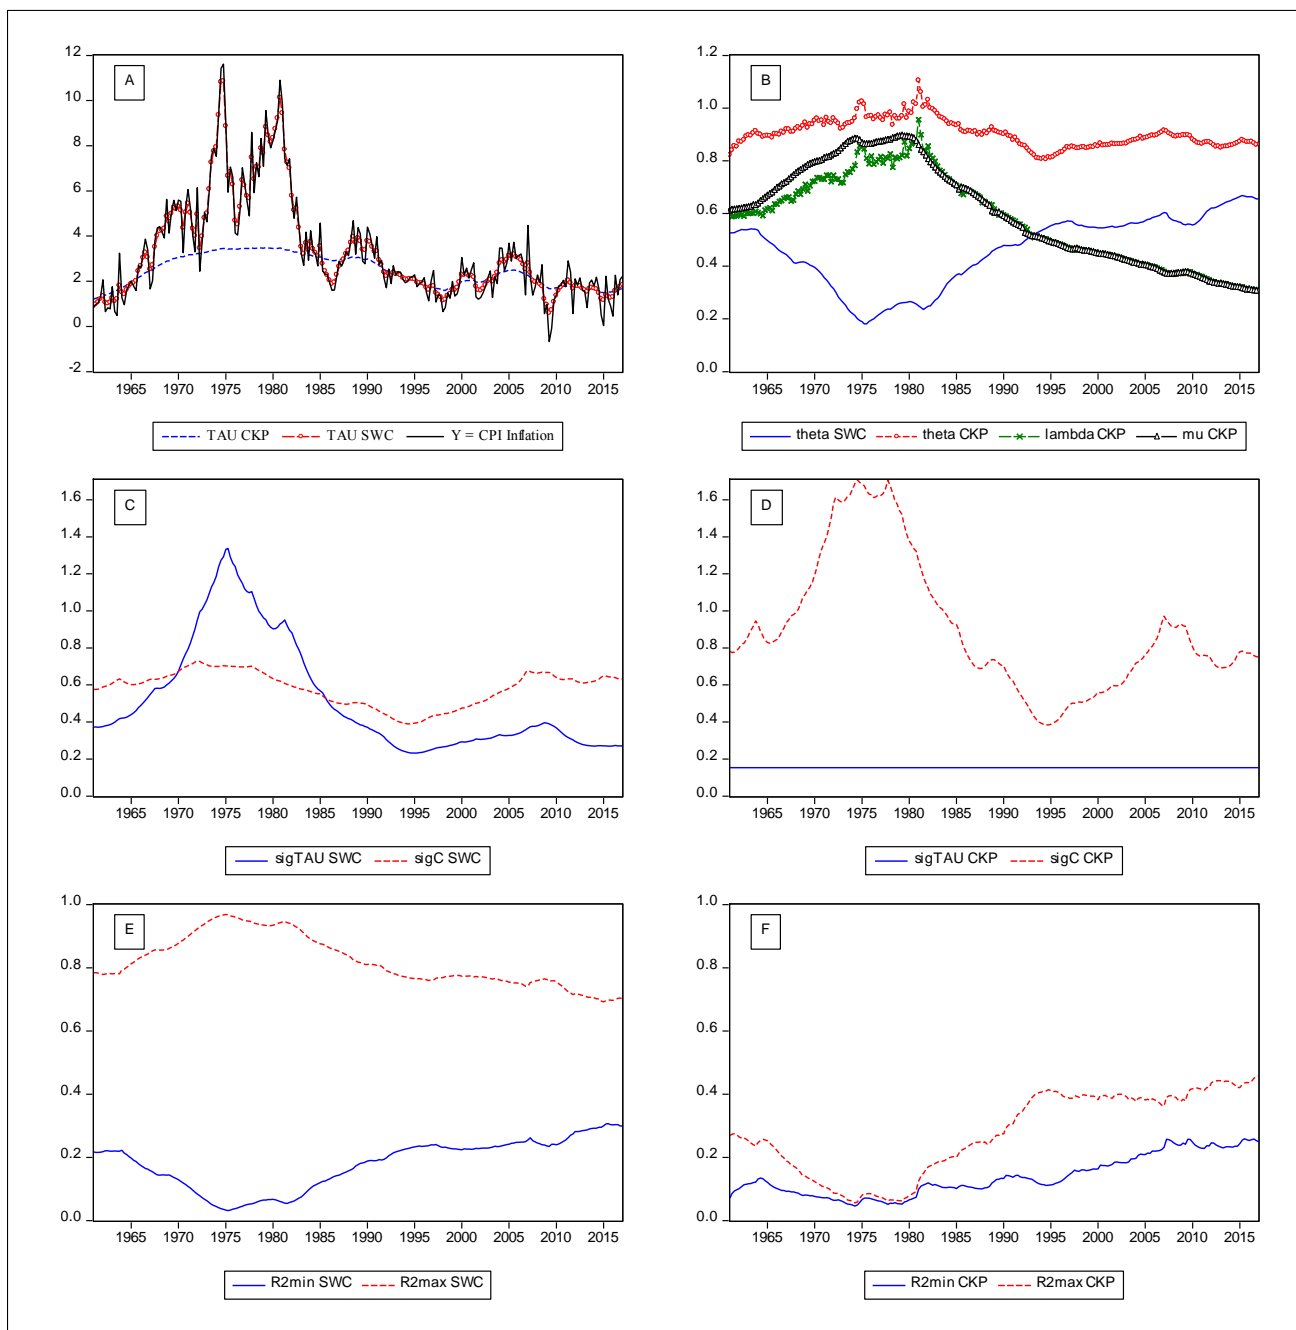 A
12
10
8
6
4
2
0
-2
1965 1970 1975 1980 1985 1990 1995 2000 2005 2010 2015
TAU CKP TAU SWC Y = CPI Inflation
B
1.2
1.0
0.8
0.6
0.4
0.2
0.0
1965 1970 1975 1980 1985 1990 1995 2000 2005 2010 2015
theta SWC theta CKP lambda CKP mu CKP
C
1.6
1.4
1.2
1.0
0.8
0.6
0.4
0.2
0.0
1965 1970 1975 1980 1985 1990 1995 2000 2005 2010 2015
sigTAU SWC sigC SWC
D
1.6
1.4
1.2
1.0
0.8
0.6
0.4
0.2
0.0
1965 1970 1975 1980 1985 1990 1995 2000 2005 2010 2015
sigTAU CKP sigC CKP
E
1.0
0.8
0.6
0.4
0.2
0.0
1965 1970 1975 1980 1985 1990 1995 2000 2005 2010 2015
R2min SWC R2max SWC
F
1.0
0.8
0.6
0.4
0.2
0.0
1965 1970 1975 1980 1985 1990 1995 2000 2005 2010 2015
R2min CKP R2max CKP